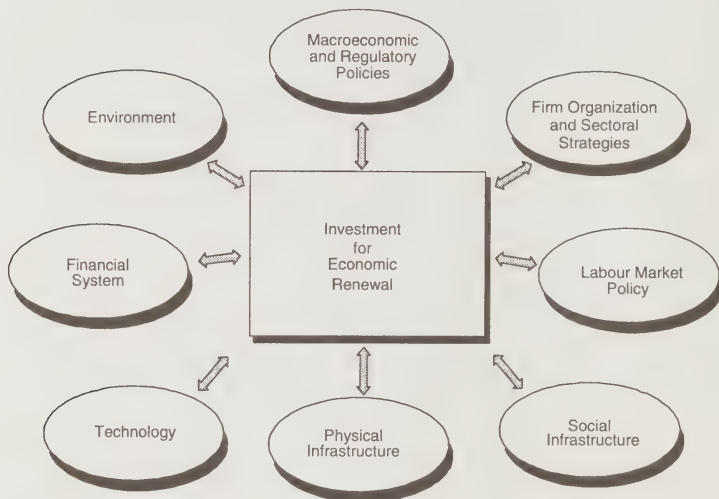 Macroeconomic
and Regulatory
Policies
Environment
Firm Organization
and Sectoral
Strategies
Investment
for
Economic
Renewal
Financial
System
Labour Market
Policy
Technology
Physical
Infrastructure
Social
Infrastructure